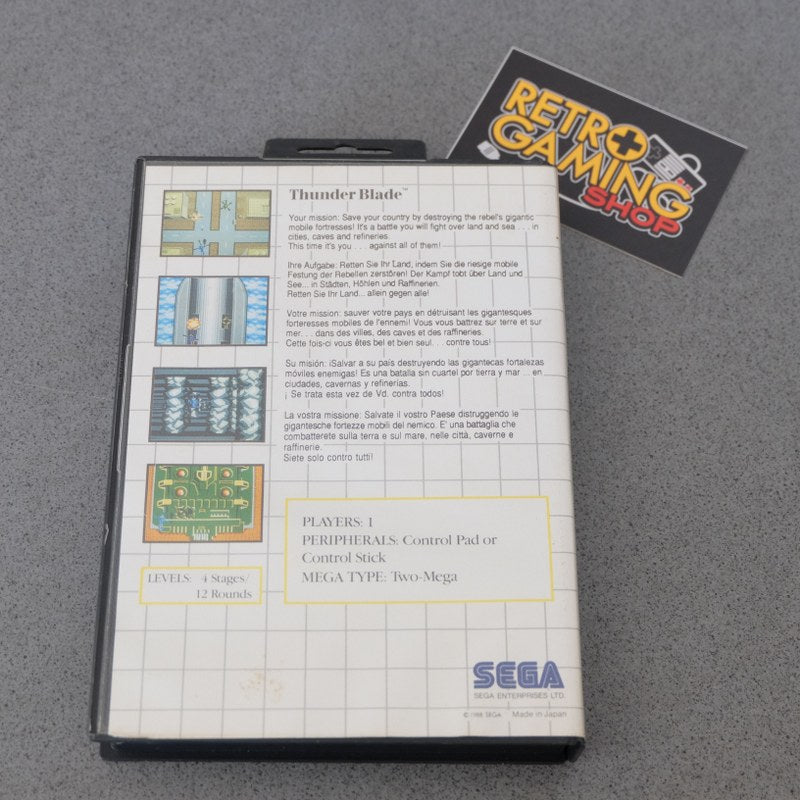 RETRO
GAMING
SHOP
Thunder Blade™
Your mission: Save your country by destroying the rebel's gigantic
mobile fortresses! It's a battle you will fight over land and sea . . . in
cities, caves and refineries.
This time it's you . . . against all of them!
Ihre Aufgabe: Retten Sie Ihr Land, indem Sie die riesige mobile
Festung der Rebellen zerstören! Der Kampf tobt über Land und
See... in Städten, Höhlen und Raffinerien.
Retten Sie Ihr Land... allein gegen alle!
Votre mission: sauver votre pays en détruisant les gigantesques
forteresses mobiles de l'ennemi! Vous vous battrez sur terre et sur
mer. . . dans des villes, des caves et des raffineries.
Cette fois-ci vous êtes bel et bien seul. . . contre tous!
Su misión: ¡Salvar a su país destruyendo las gigantecas fortalezas
móviles enemigas! Es una batalla sin cuartel por tierra y mar... en
ciudades, cavernas y refinerias.
¡ Se trata esta vez de Vd. contra todos!
La vostra missione: Salvate il vostro Paese distruggendo le
gigantesche fortezze mobili del nemico. E' una battaglia che
combatterete sulla terra e sul mare, nelle città, caverne e
raffinerie.
Siete solo contro tutti!
PLAYERS: 1
PERIPHERALS: Control Pad or
Control Stick
MEGA TYPE: Two-Mega
LEVELS: 4 Stages/
12 Rounds
SEGA
SEGA ENTERPRISES LTD.
© 1988 SEGA Made in Japan